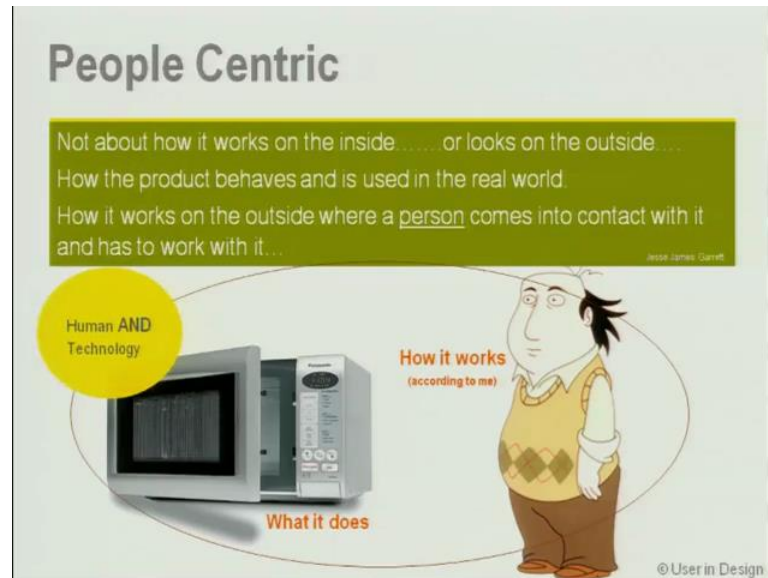 People Centric
Not about how it works on the inside.......or looks on the outside....
How the product behaves and is used in the real world.
How it works on the outside where a person comes into contact with it
and has to work with it...
Jesse James Garrett
Human AND
Technology
How it works
(according to me)
Panasonic
What it does
© User in Design